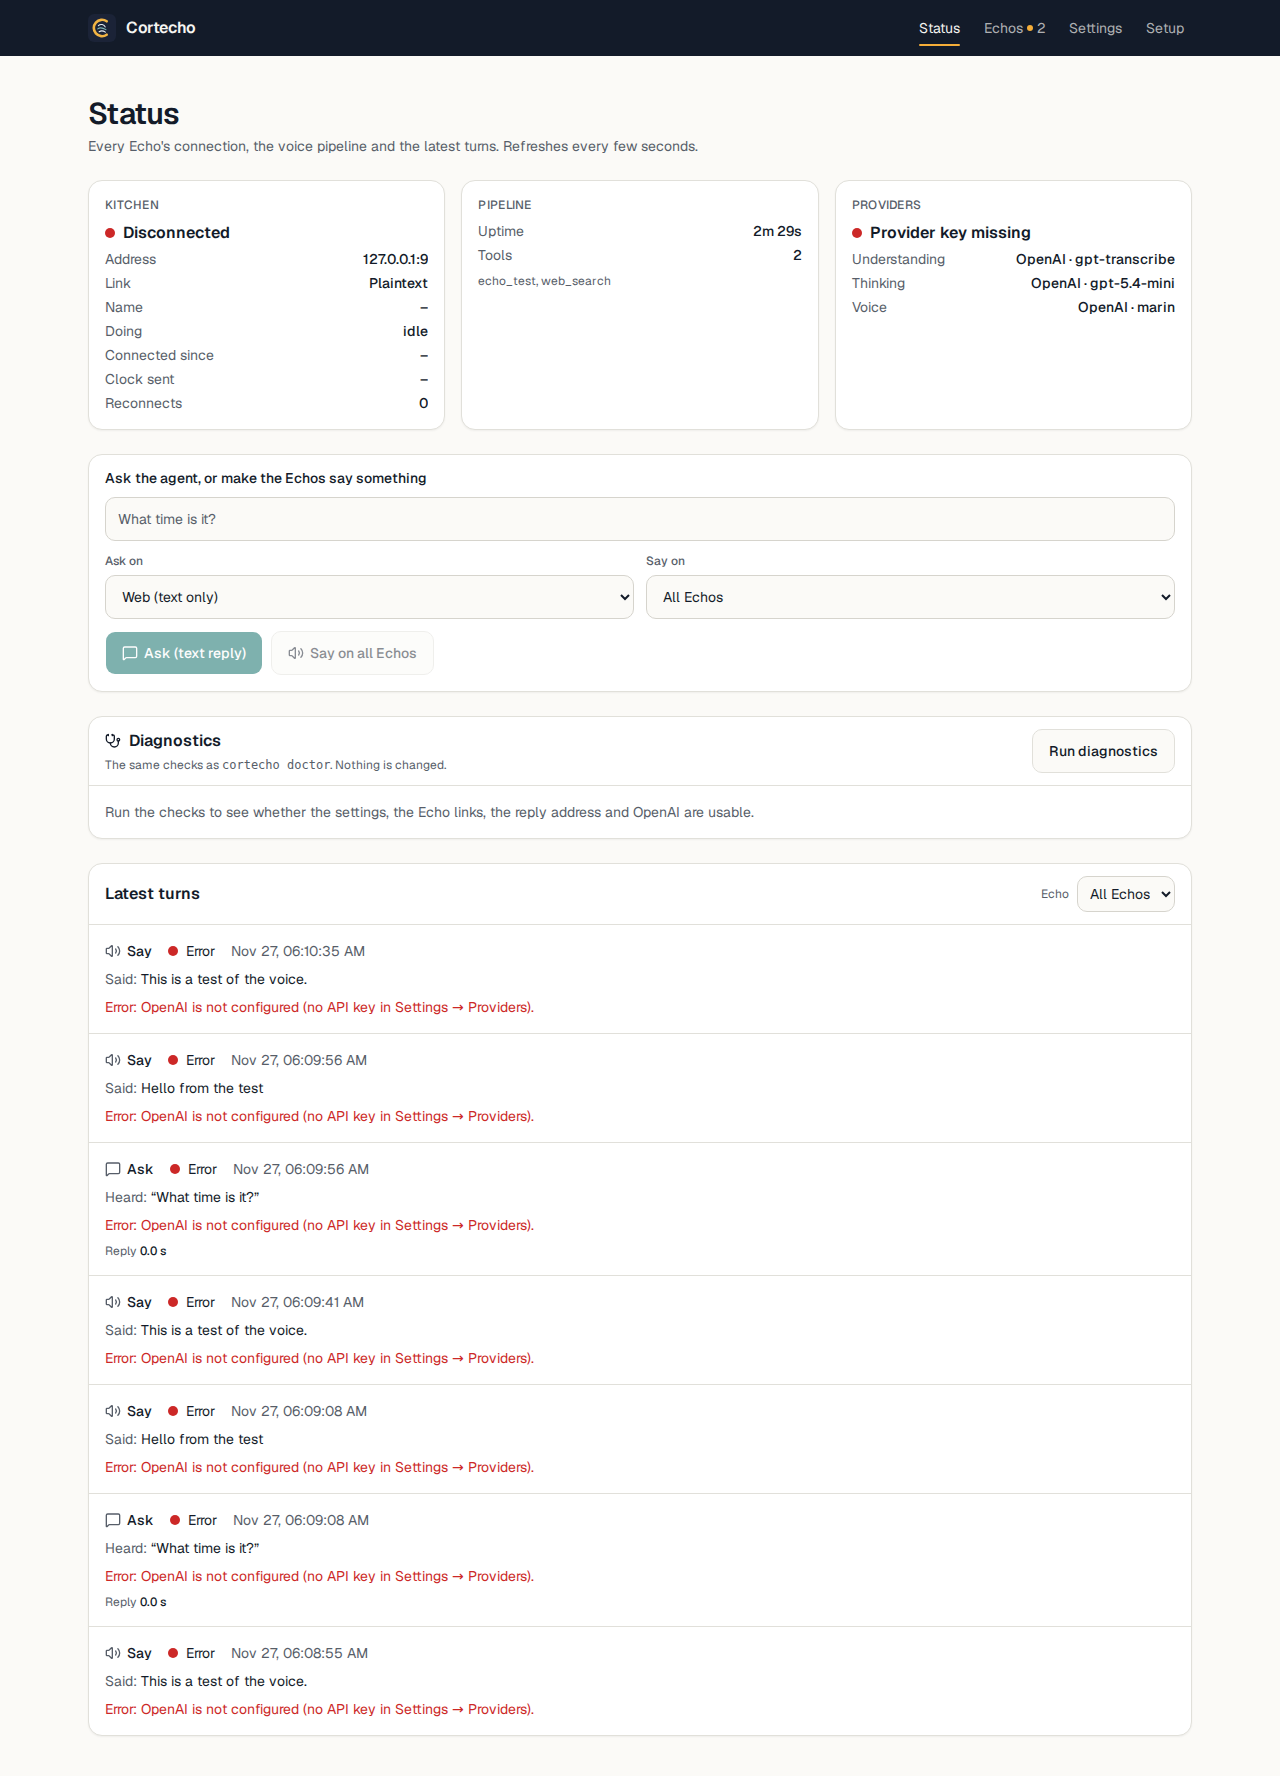 Cortecho
Status
Echos 2
Settings
Setup
Status
Every Echo's connection, the voice pipeline and the latest turns. Refreshes every few seconds.
KITCHEN
Disconnected
Address 127.0.0.1:9
Link Plaintext
Name –
Doing idle
Connected since –
Clock sent –
Reconnects 0
PIPELINE
Uptime 2m 29s
Tools 2
echo_test, web_search
PROVIDERS
Provider key missing
Understanding OpenAI · gpt-transcribe
Thinking OpenAI · gpt-5.4-mini
Voice OpenAI · marin
Ask the agent, or make the Echos say something
What time is it?
Ask on
Web (text only)
Say on
All Echos
Ask (text reply)
Say on all Echos
Diagnostics
The same checks as cortecho doctor. Nothing is changed.
Run diagnostics
Run the checks to see whether the settings, the Echo links, the reply address and OpenAI are usable.
Latest turns
Echo
All Echos
Say Error Nov 27, 06:10:35 AM
Said: This is a test of the voice.
Error: OpenAI is not configured (no API key in Settings → Providers).
Say Error Nov 27, 06:09:56 AM
Said: Hello from the test
Error: OpenAI is not configured (no API key in Settings → Providers).
Ask Error Nov 27, 06:09:56 AM
Heard: “What time is it?”
Error: OpenAI is not configured (no API key in Settings → Providers).
Reply 0.0 s
Say Error Nov 27, 06:09:41 AM
Said: This is a test of the voice.
Error: OpenAI is not configured (no API key in Settings → Providers).
Say Error Nov 27, 06:09:08 AM
Said: Hello from the test
Error: OpenAI is not configured (no API key in Settings → Providers).
Ask Error Nov 27, 06:09:08 AM
Heard: “What time is it?”
Error: OpenAI is not configured (no API key in Settings → Providers).
Reply 0.0 s
Say Error Nov 27, 06:08:55 AM
Said: This is a test of the voice.
Error: OpenAI is not configured (no API key in Settings → Providers).